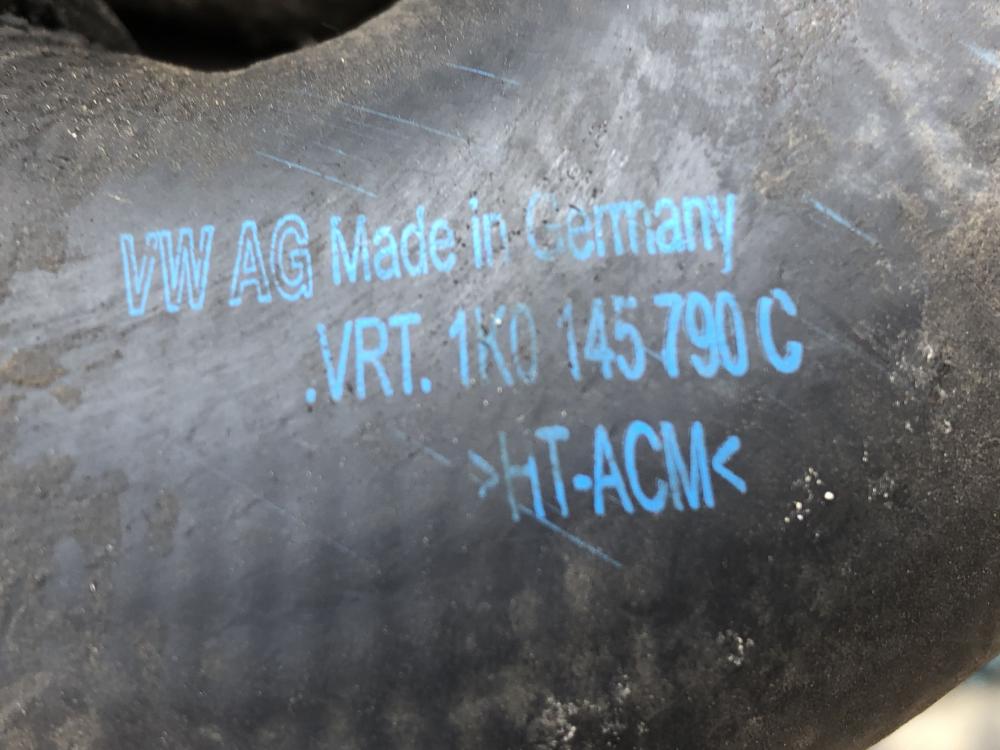 VW AG Made in Germany
.VRT. 1K0 145 790 C
>HT-ACM<